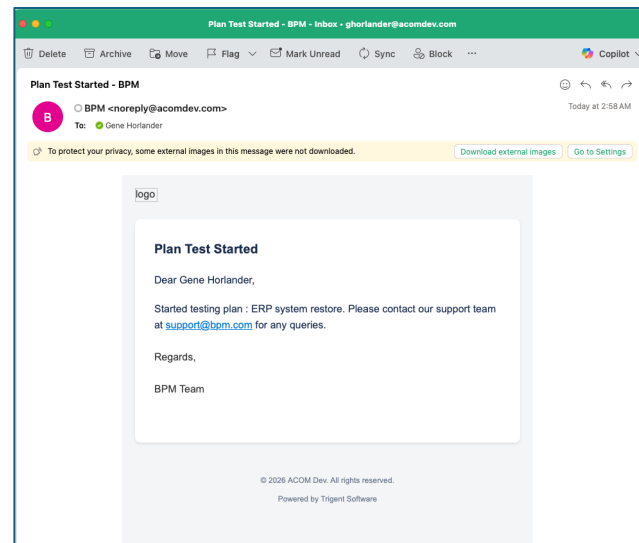 Plan Test Started - BPM - Inbox • ghorlander@acomdev.com
Delete Archive Move Flag Mark Unread Sync Block ... Copilot
Plan Test Started - BPM
B
BPM <noreply@acomdev.com>
Today at 2:58 AM
To: Gene Horlander
To protect your privacy, some external images in this message were not downloaded.
Download external images Go to Settings
logo
Plan Test Started
Dear Gene Horlander,
Started testing plan : ERP system restore. Please contact our support team
at support@bpm.com for any queries.
Regards,
BPM Team
© 2026 ACOM Dev. All rights reserved.
Powered by Trigent Software